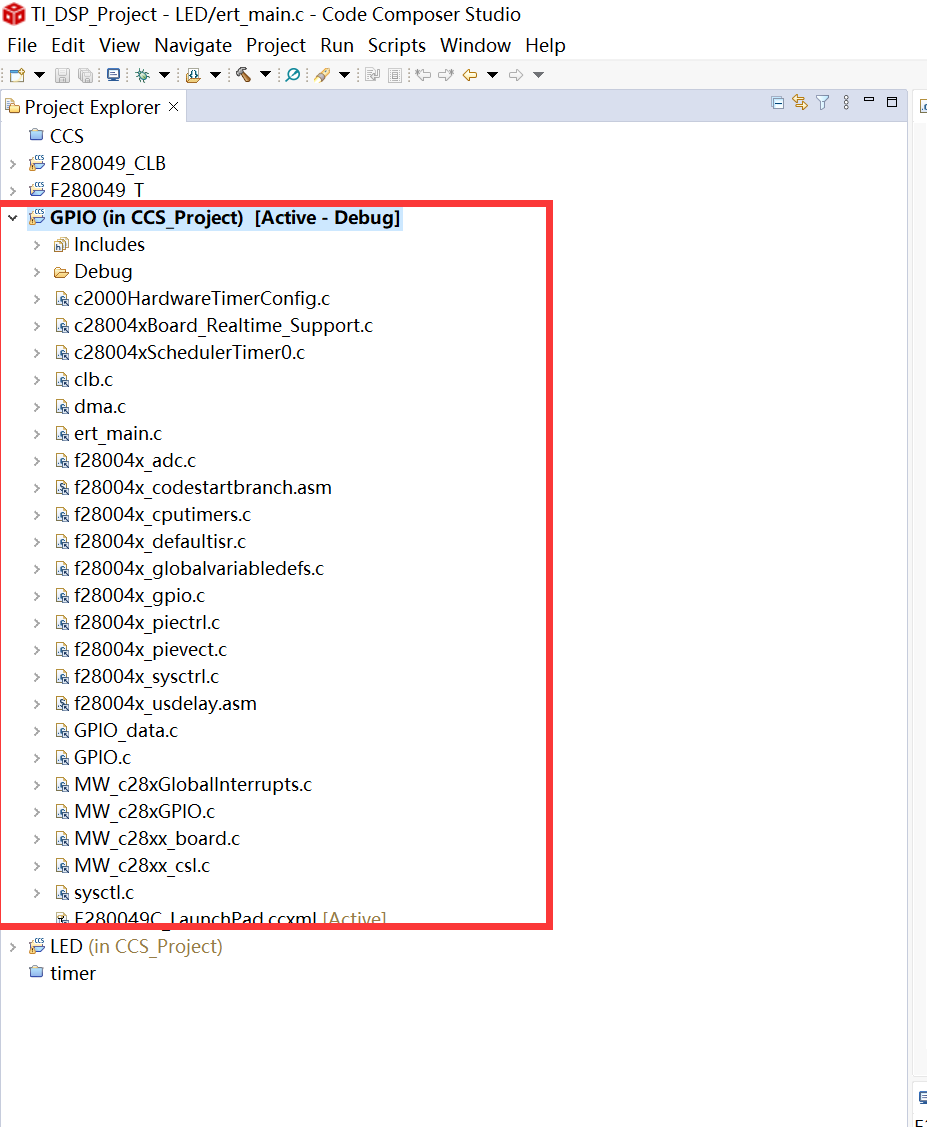 TI_DSP_Project - LED/ert_main.c - Code Composer Studio
File Edit View Navigate Project Run Scripts Window Help
Project Explorer
CCS
F280049_CLB
F280049_T
GPIO (in CCS_Project) [Active - Debug]
Includes
Debug
c2000HardwareTimerConfig.c
c28004xBoard_Realtime_Support.c
c28004xSchedulerTimer0.c
clb.c
dma.c
ert_main.c
f28004x_adc.c
f28004x_codestartbranch.asm
f28004x_cputimers.c
f28004x_defaultisr.c
f28004x_globalvariabledefs.c
f28004x_gpio.c
f28004x_piectrl.c
f28004x_pievect.c
f28004x_sysctrl.c
f28004x_usdelay.asm
GPIO_data.c
GPIO.c
MW_c28xGlobalInterrupts.c
MW_c28xGPIO.c
MW_c28xx_board.c
MW_c28xx_csl.c
sysctl.c
F280049C_LaunchPad.ccxml [Active]
LED (in CCS_Project)
timer